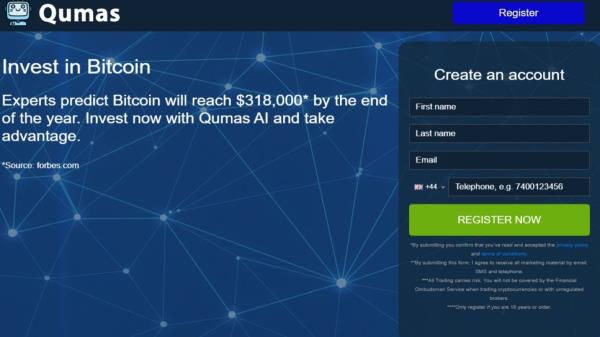 Qumas
Register
Invest in Bitcoin
Experts predict Bitcoin will reach $318,000* by the end
of the year. Invest now with Qumas AI and take
advantage.
*Source: forbes.com
Create an account
First name
Last name
Email
+44
Telephone, e.g. 7400123456
REGISTER NOW
*By submitting you confirm that you've read and accepted the privacy policy
and terms of conditions.
**By submitting this form, I agree to receive all marketing material by email,
SMS and telephone.
***All Trading carries risk. You will not be covered by the Financial
Ombudsmen Service when trading cryptocurrencies or with unregulated
brokers.
****Only register if you are 18 years or older.